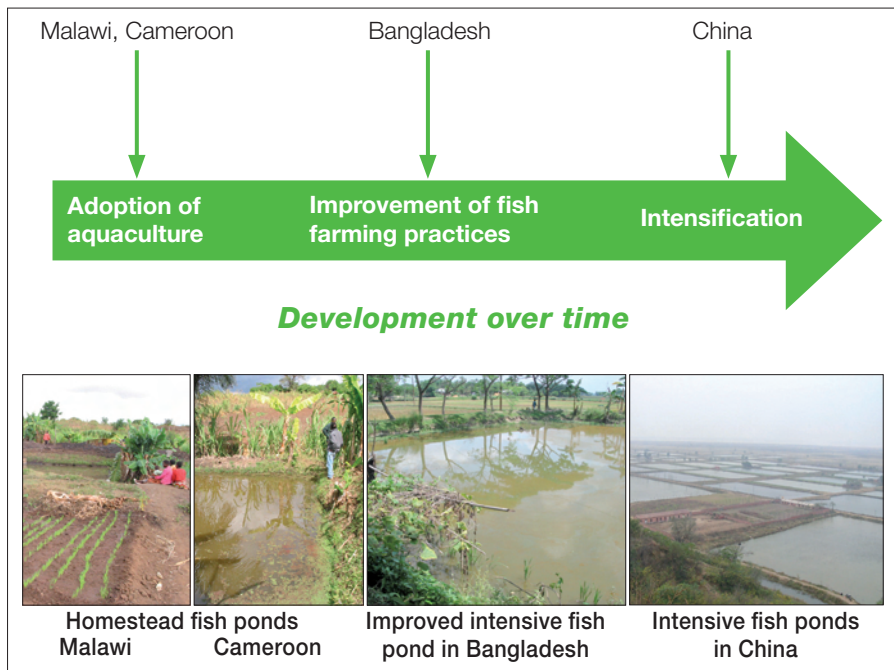 Malawi, Cameroon
Bangladesh
China
Adoption of
aquaculture
Improvement of fish
farming practices
Intensification
Development over time
Homestead fish ponds
Malawi Cameroon
Improved intensive fish
pond in Bangladesh
Intensive fish ponds
in China